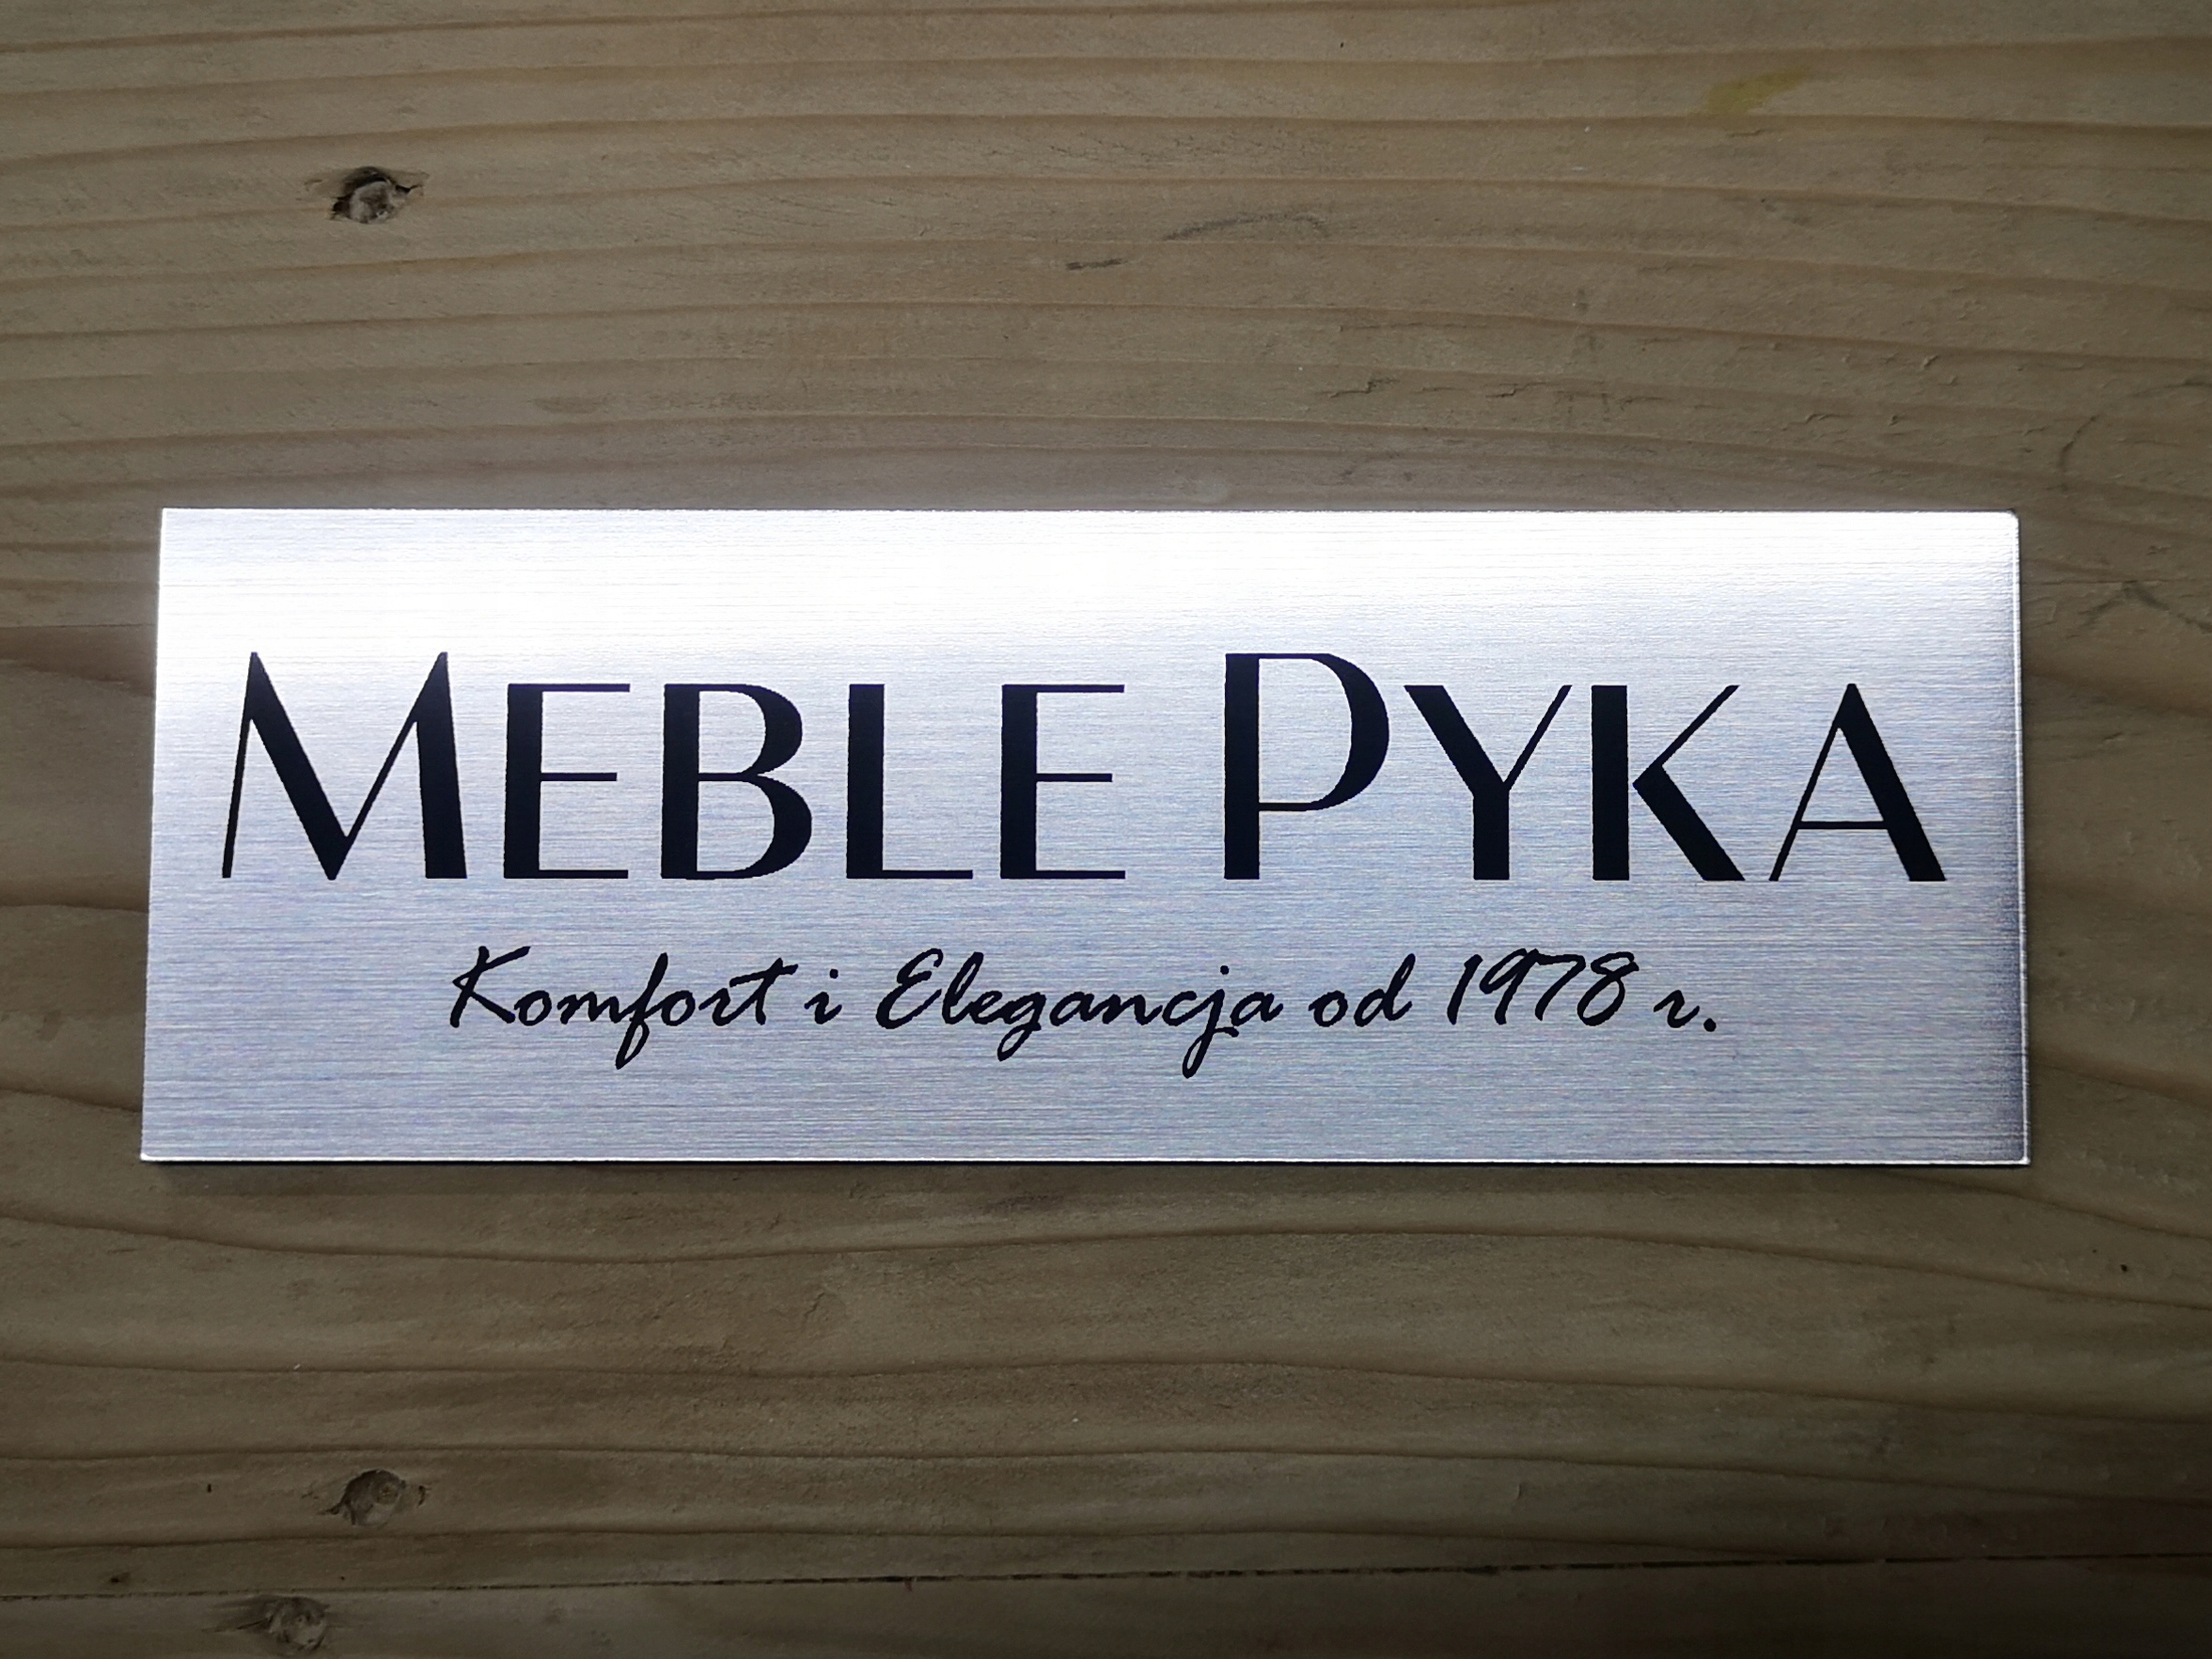 MEBLE PYKA
Komfort i Elegancja od 1978 r.